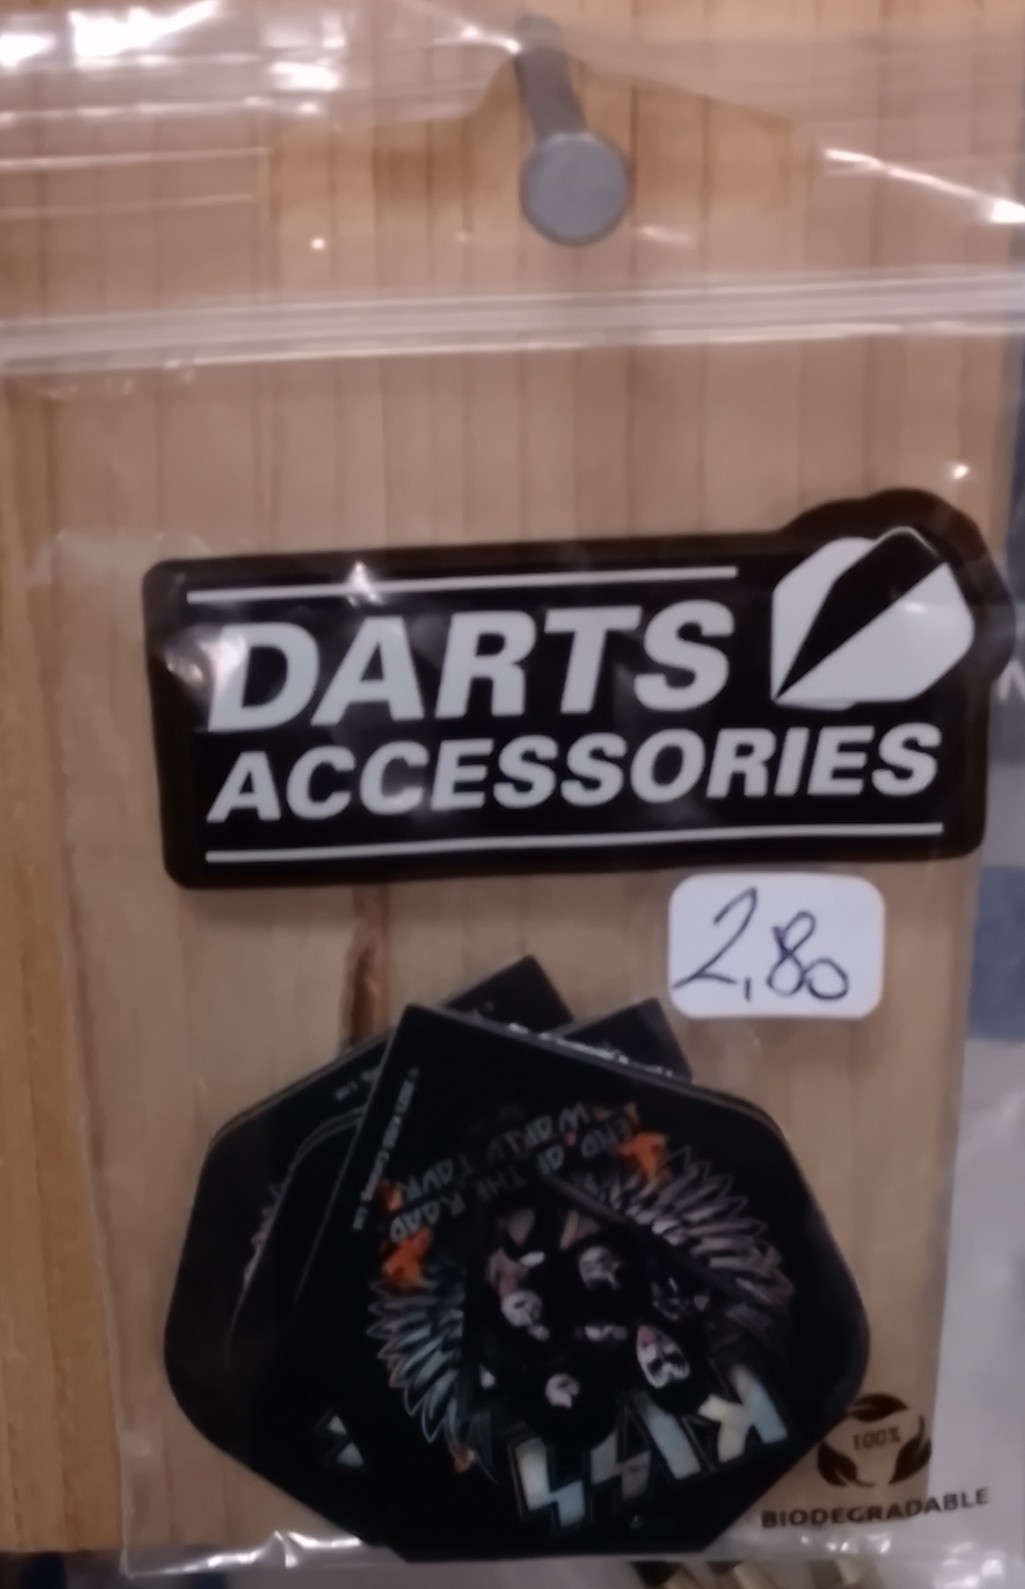 DARTS
ACCESSORIES
2,80
END OF THE ROAD
WORLD TOUR
KISS
100%
BIODEGRADABLE